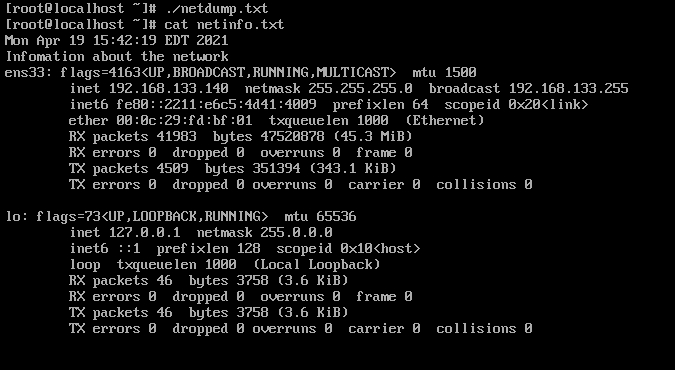 [root@localhost ~]# ./netdump.txt
[root@localhost ~]# cat netinfo.txt
Mon Apr 19 15:42:19 EDT 2021
Infomation about the network
ens33: flags=4163<UP,BROADCAST,RUNNING,MULTICAST>  mtu 1500
        inet 192.168.133.140  netmask 255.255.255.0  broadcast 192.168.133.255
        inet6 fe80::2211:e6c5:4d41:4009  prefixlen 64  scopeid 0x20<link>
        ether 00:0c:29:fd:bf:01  txqueuelen 1000  (Ethernet)
        RX packets 41983  bytes 47520878 (45.3 MiB)
        RX errors 0  dropped 0  overruns 0  frame 0
        TX packets 4509  bytes 351394 (343.1 KiB)
        TX errors 0  dropped 0 overruns 0  carrier 0  collisions 0

lo: flags=73<UP,LOOPBACK,RUNNING>  mtu 65536
        inet 127.0.0.1  netmask 255.0.0.0
        inet6 ::1  prefixlen 128  scopeid 0x10<host>
        loop  txqueuelen 1000  (Local Loopback)
        RX packets 46  bytes 3758 (3.6 KiB)
        RX errors 0  dropped 0  overruns 0  frame 0
        TX packets 46  bytes 3758 (3.6 KiB)
        TX errors 0  dropped 0 overruns 0  carrier 0  collisions 0